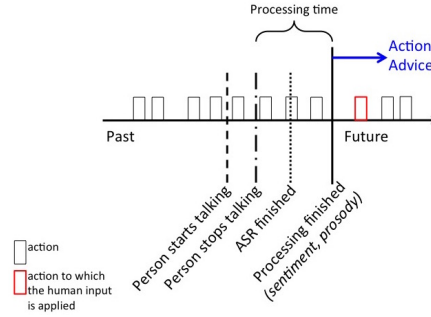 Processing time
Action
Advice
Past
Future
Person starts talking
Person stops talking
ASR finished
Processing finished
(sentiment, prosody)
action
action to which
the human input
is applied